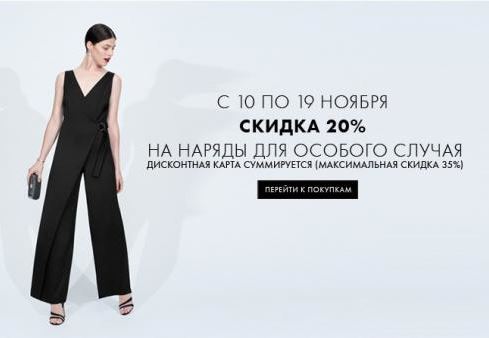 С 10 ПО 19 НОЯБРЯ
СКИДКА 20%
НА НАРЯДЫ ДЛЯ ОСОБОГО СЛУЧАЯ
ДИСКОНТНАЯ КАРТА СУММИРУЕТСЯ (МАКСИМАЛЬНАЯ СКИДКА 35%)
ПЕРЕЙТИ К ПОКУПКАМ